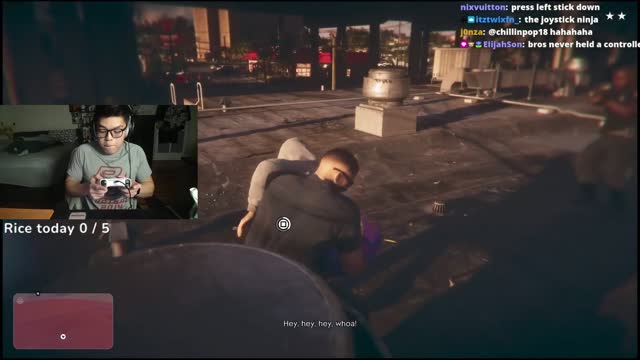 nixvuitton: press left stick down
itztwixfn_: the joystick ninja
j0nza: @chillinpop18 hahahaha
ElijahSon: bros never held a controlle
Rice today 0 / 5
Hey, hey, hey, whoa!